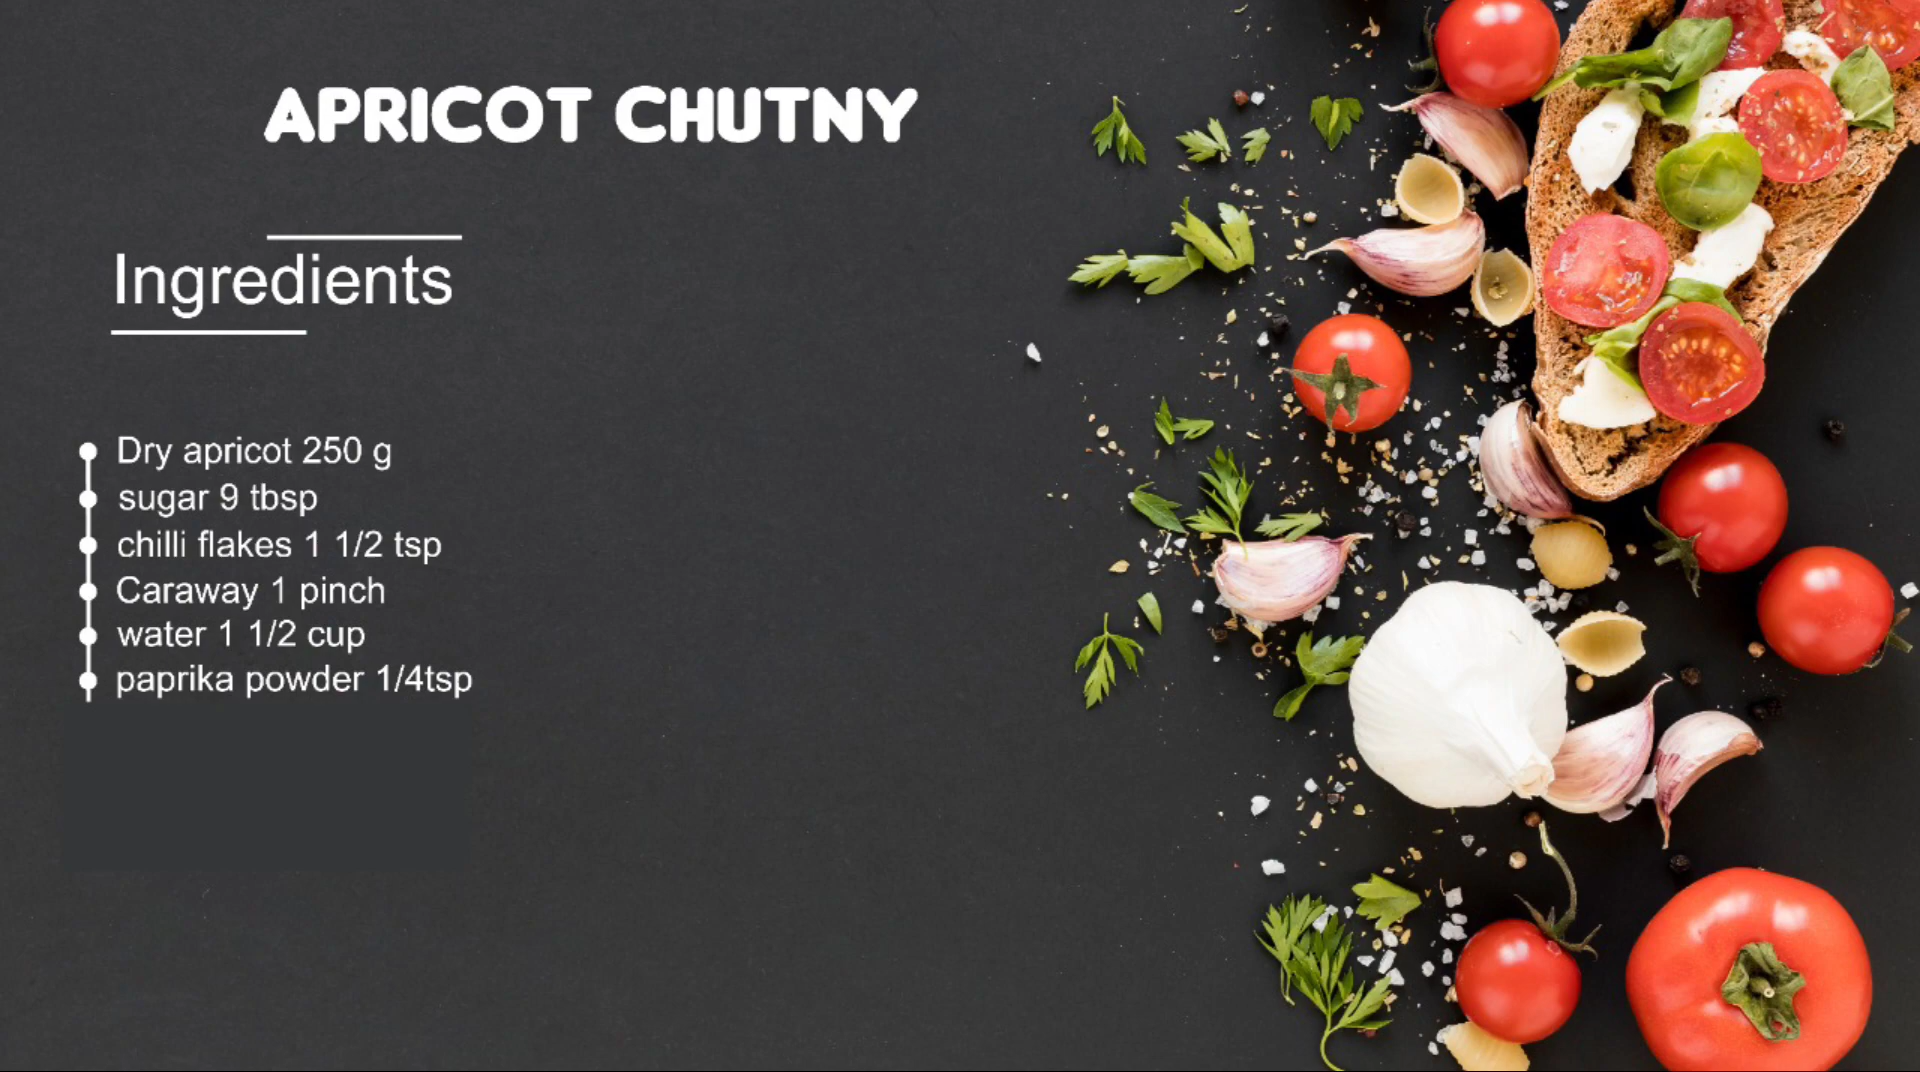 APRICOT CHUTNY
Ingredients
Dry apricot 250 g
sugar 9 tbsp
chilli flakes 1 1/2 tsp
Caraway 1 pinch
water 1 1/2 cup
paprika powder 1/4tsp